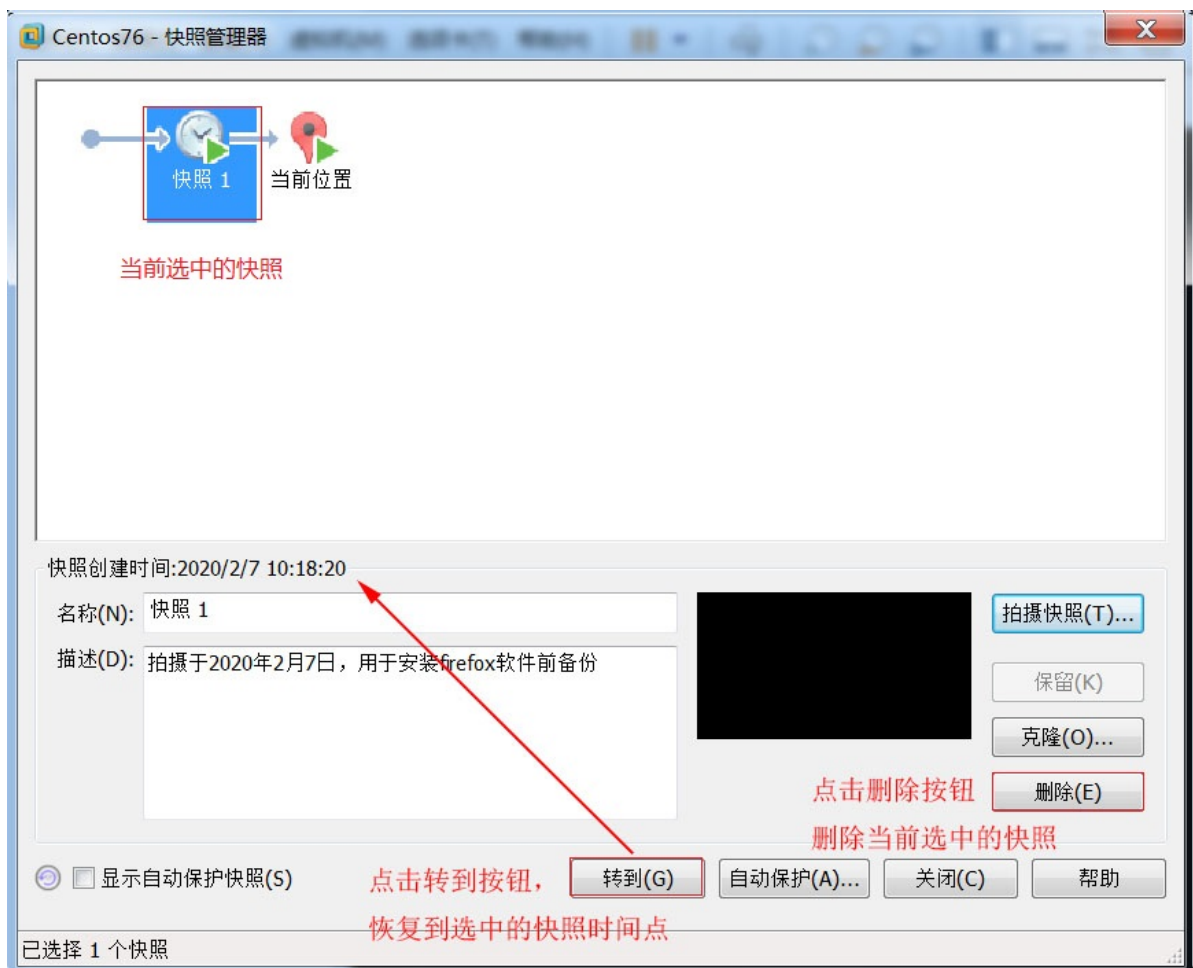 Centos76 - 快照管理器
X
快照 1
当前位置
当前选中的快照
快照创建时间:2020/2/7 10:18:20
名称(N):
快照 1
拍摄快照(T)...
描述(D):
拍摄于2020年2月7日，用于安装firefox软件前备份
保留(K)
克隆(O)...
点击删除按钮
删除(E)
删除当前选中的快照
显示自动保护快照(S)
点击转到按钮，
转到(G)
自动保护(A)...
关闭(C)
帮助
恢复到选中的快照时间点
已选择 1 个快照